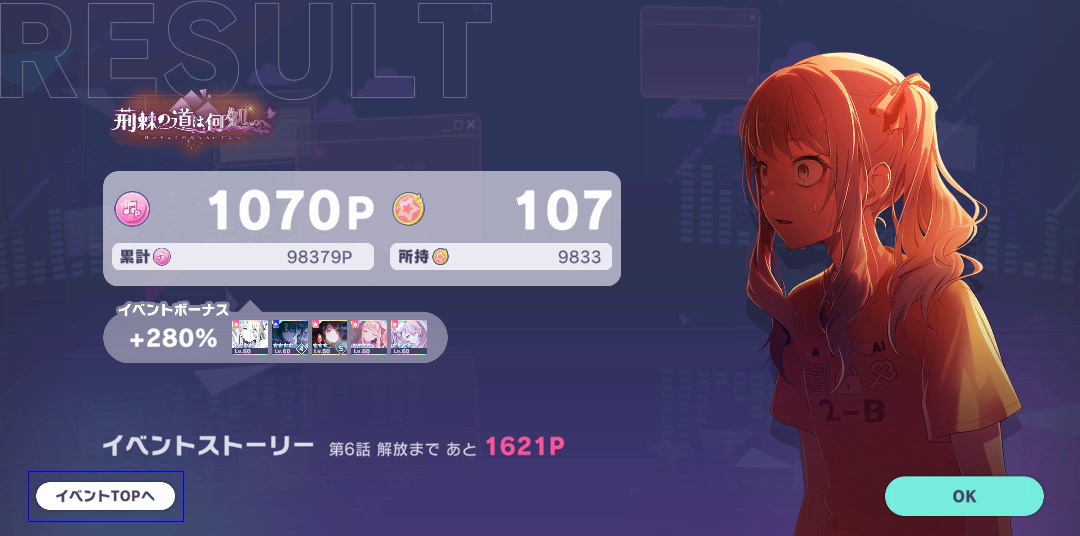 RESULT
荊棘の道は何処へ
1070P
107
累計 98379P
所持 9833
イベントボーナス
+280%
Lv.60 Lv.60 Lv.50 Lv.60 Lv.60
イベントストーリー 第6話 解放まで あと 1621P
A AI
2-B
イベントTOPへ
OK